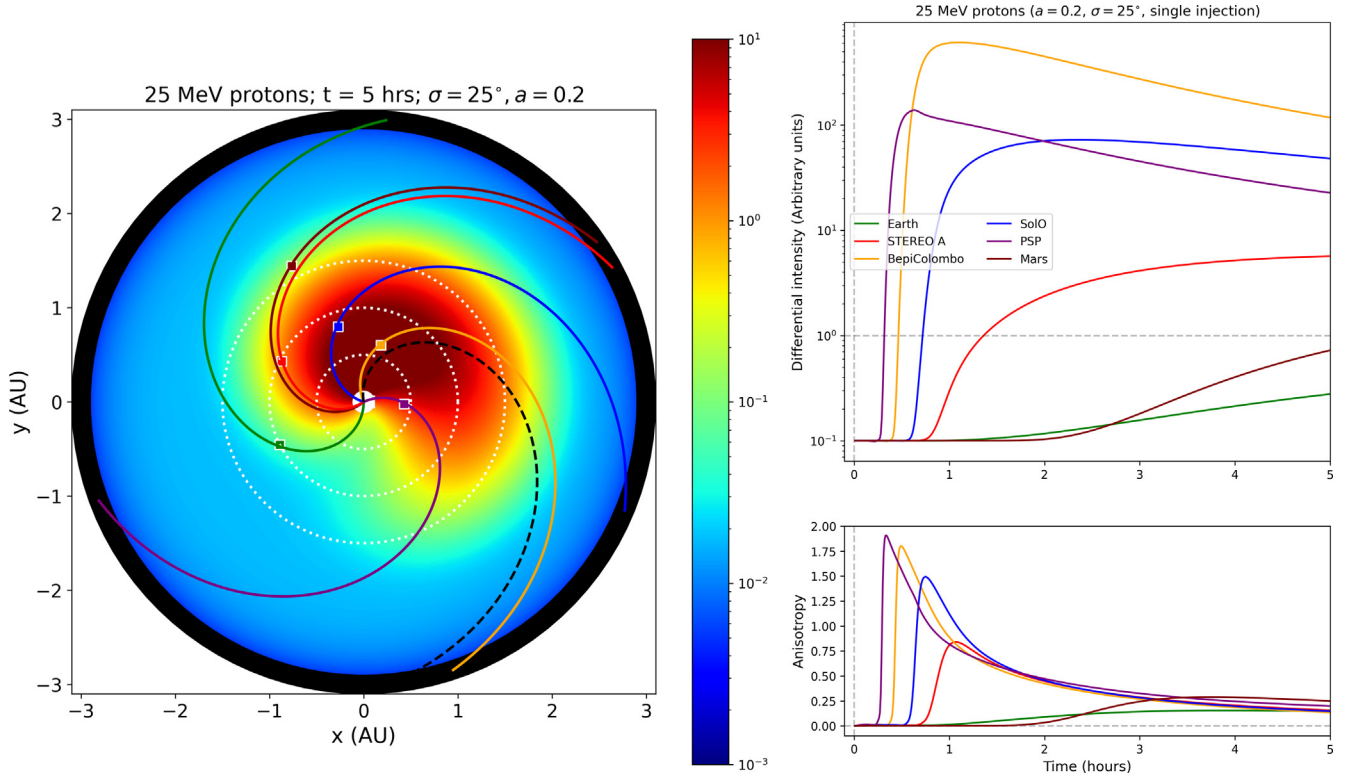 25 MeV protons; t = 5 hrs; σ = 25°, a = 0.2
y (AU)
3
2
1
0
−1
−2
−3
−3 −2 −1 0 1 2 3
x (AU)
10¹
10⁰
10⁻¹
10⁻²
10⁻³
25 MeV protons (a = 0.2, σ = 25°, single injection)
Differential intensity (Arbitrary units)
10²
10¹
10⁰
10⁻¹
Earth
STEREO A
BepiColombo
SolO
PSP
Mars
0 1 2 3 4 5
Anisotropy
2.00
1.75
1.50
1.25
1.00
0.75
0.50
0.25
0.00
0 1 2 3 4 5
Time (hours)